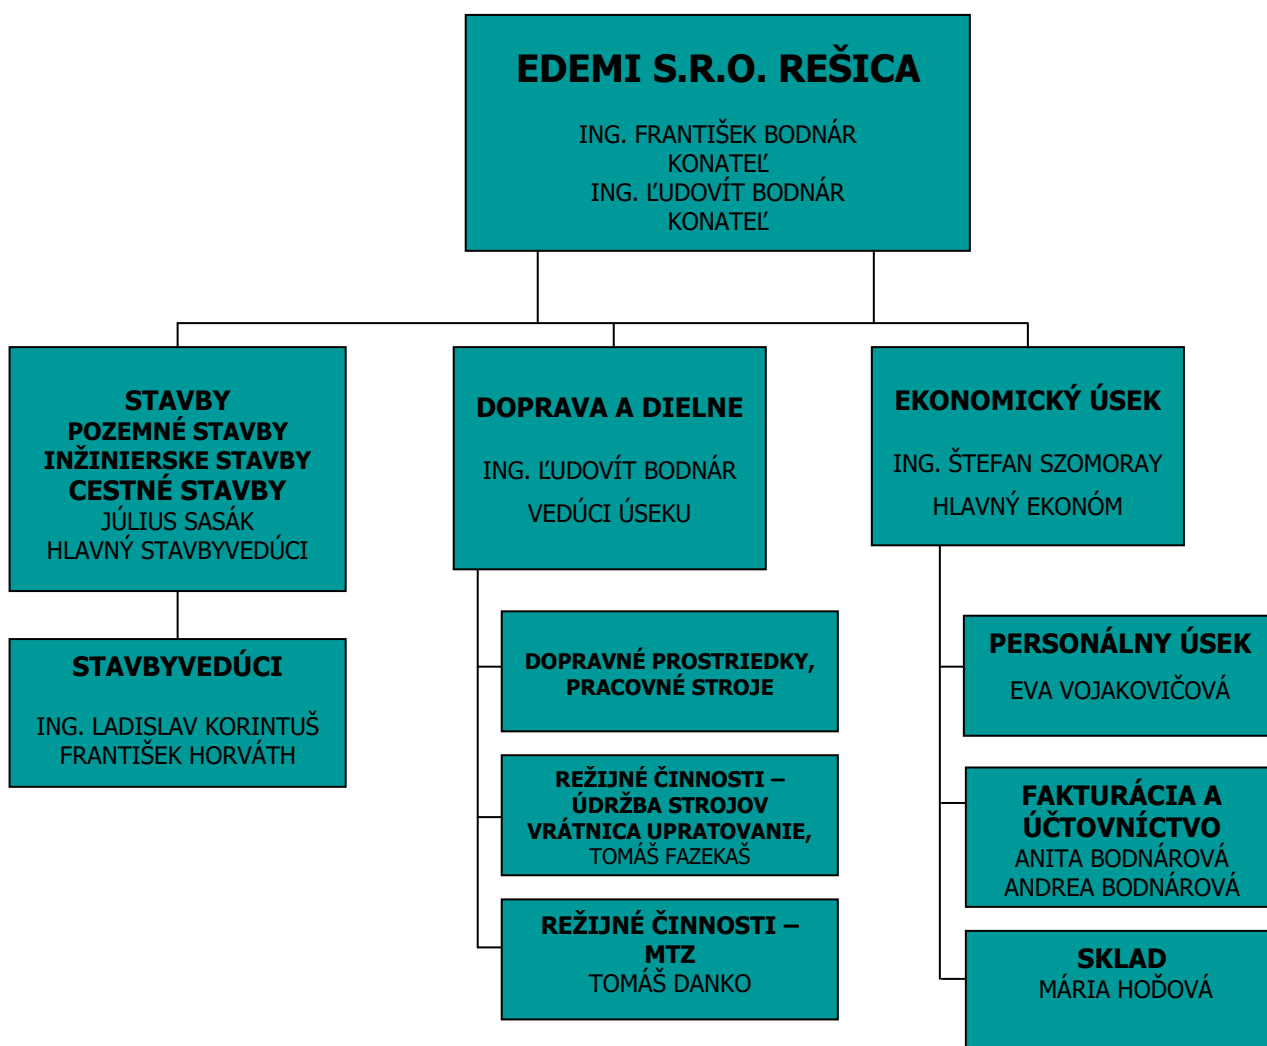 EDEMI S.R.O. REŠICA
ING. FRANTIŠEK BODNÁR
KONATEĽ
ING. ĽUDOVÍT BODNÁR
KONATEĽ
STAVBY
POZEMNÉ STAVBY
INŽINIERSKE STAVBY
CESTNÉ STAVBY
JÚLIUS SASÁK
HLAVNÝ STAVBYVEDÚCI
STAVBYVEDÚCI
ING. LADISLAV KORINTUŠ
FRANTIŠEK HORVÁTH
DOPRAVA A DIELNE
ING. ĽUDOVÍT BODNÁR
VEDÚCI ÚSEKU
DOPRAVNÉ PROSTRIEDKY,
PRACOVNÉ STROJE
REŽIJNÉ ČINNOSTI –
ÚDRŽBA STROJOV
VRÁTNICA UPRATOVANIE,
TOMÁŠ FAZEKAŠ
REŽIJNÉ ČINNOSTI –
MTZ
TOMÁŠ DANKO
EKONOMICKÝ ÚSEK
ING. ŠTEFAN SZOMORAY
HLAVNÝ EKONÓM
PERSONÁLNY ÚSEK
EVA VOJAKOVIČOVÁ
FAKTURÁCIA A
ÚČTOVNÍCTVO
ANITA BODNÁROVÁ
ANDREA BODNÁROVÁ
SKLAD
MÁRIA HOĎOVÁ